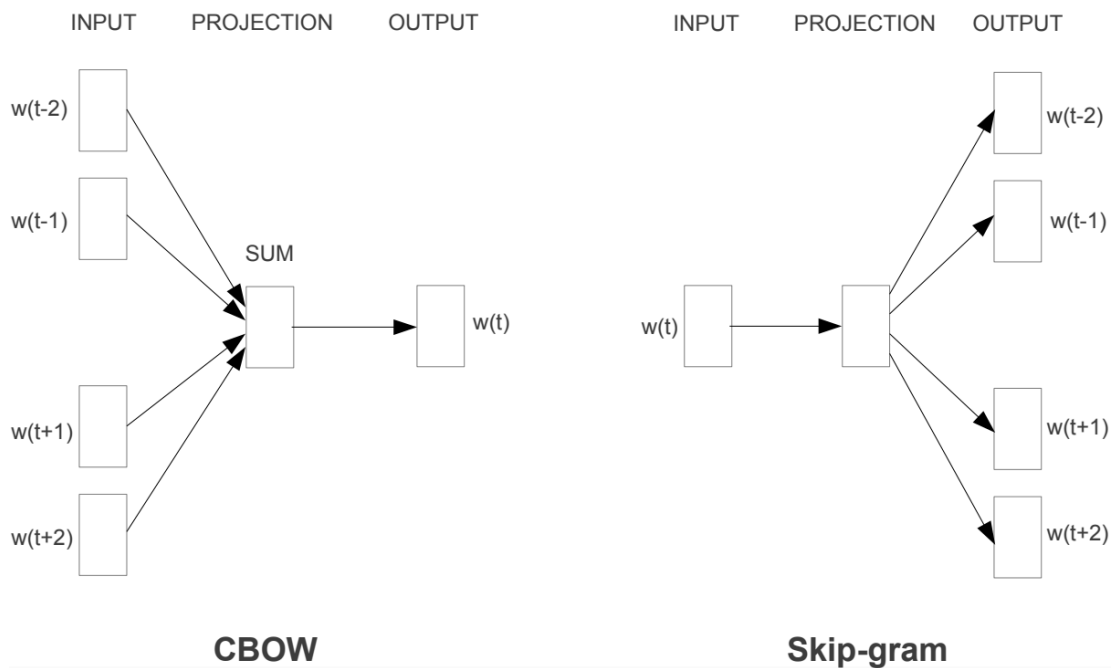 INPUT PROJECTION OUTPUT
w(t-2)
w(t-1)
SUM
w(t)
w(t+1)
w(t+2)
CBOW
INPUT PROJECTION OUTPUT
w(t-2)
w(t-1)
w(t)
w(t+1)
w(t+2)
Skip-gram